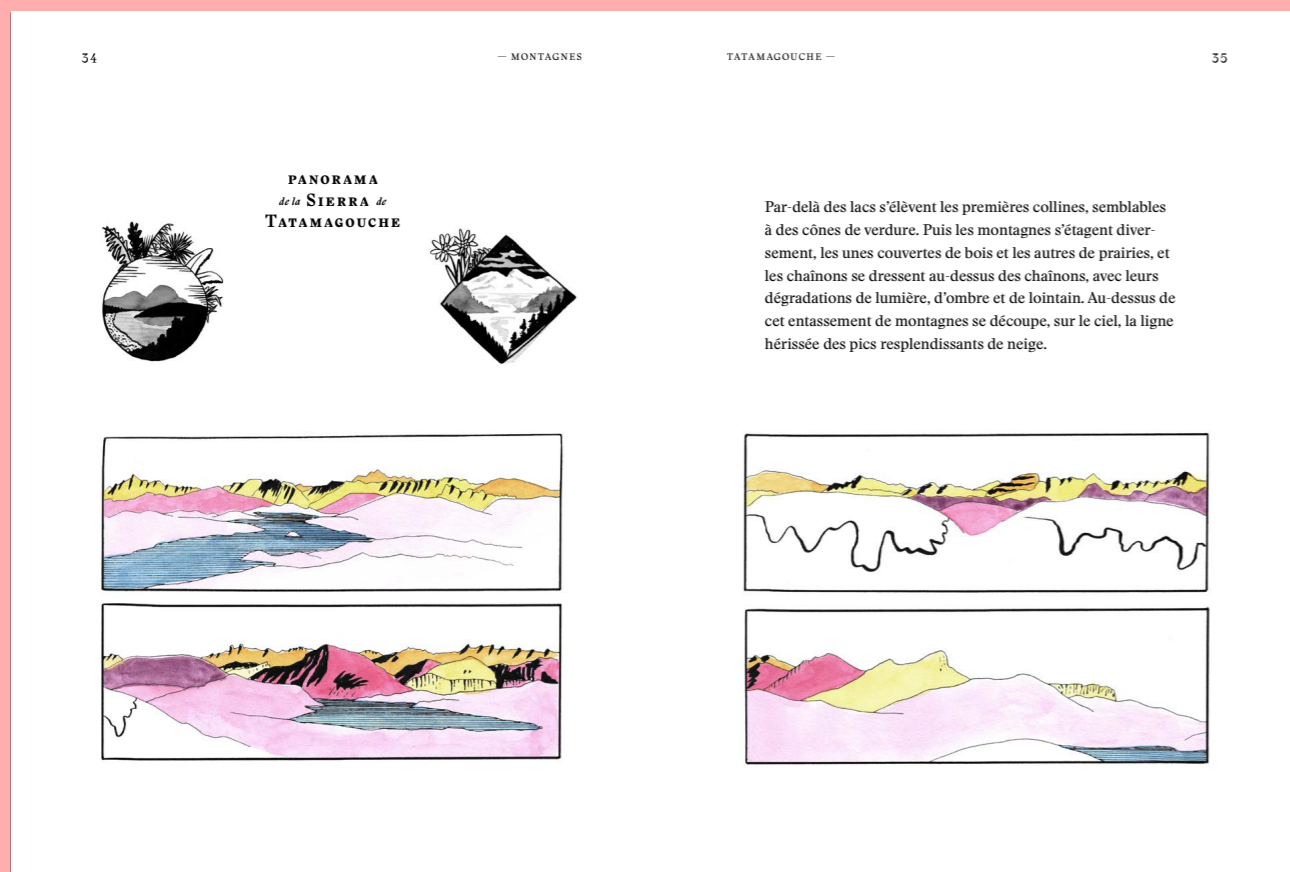 34
— MONTAGNES
TATAMAGOUCHE —
35
PANORAMA
de la SIERRA de
TATAMAGOUCHE
Par-delà des lacs s’élèvent les premières collines, semblables
à des cônes de verdure. Puis les montagnes s’étagent diver-
sement, les unes couvertes de bois et les autres de prairies, et
les chaînons se dressent au-dessus des chaînons, avec leurs
dégradations de lumière, d’ombre et de lointain. Au-dessus de
cet entassement de montagnes se découpe, sur le ciel, la ligne
hérissée des pics resplendissants de neige.